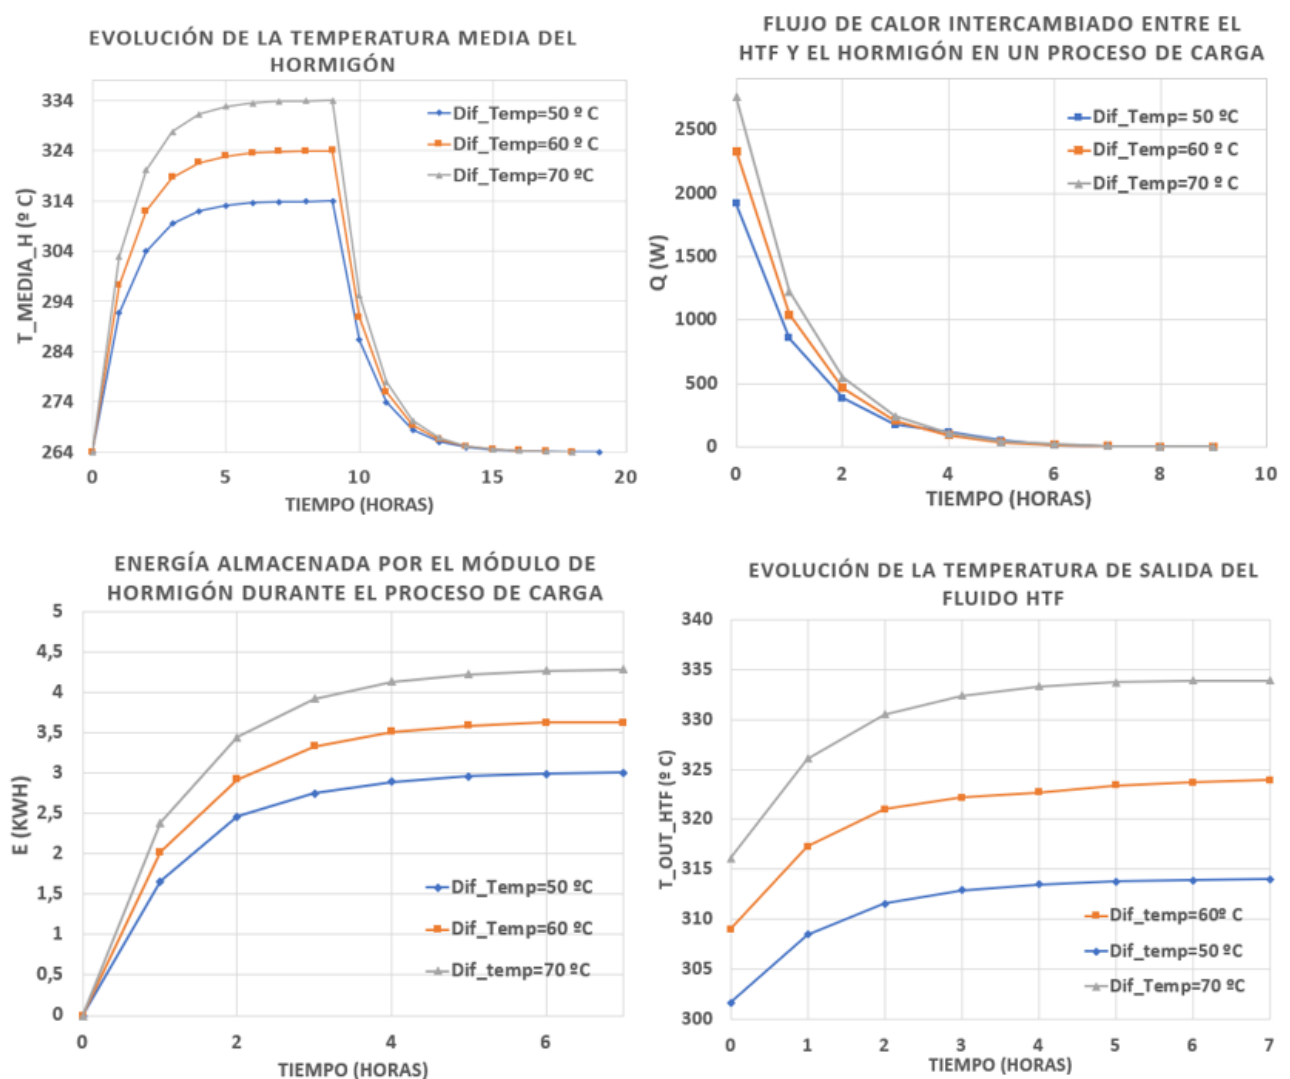 EVOLUCIÓN DE LA TEMPERATURA MEDIA DEL
HORMIGÓN
334
324
314
304
294
284
274
264
T_MEDIA_H (º C)
Dif_Temp=50 º C
Dif_Temp=60 º C
Dif_Temp=70 ºC
0
5
10
15
20
TIEMPO (HORAS)
FLUJO DE CALOR INTERCAMBIADO ENTRE EL
HTF Y EL HORMIGÓN EN UN PROCESO DE CARGA
2500
2000
1500
1000
500
0
Q (W)
Dif_Temp= 50 ºC
Dif_Temp=60 º C
Dif_Temp=70 º C
0
2
4
6
8
10
TIEMPO (HORAS)
ENERGÍA ALMACENADA POR EL MÓDULO DE
HORMIGÓN DURANTE EL PROCESO DE CARGA
5
4,5
4
3,5
3
2,5
2
1,5
1
0,5
0
E (KWH)
Dif_Temp=50 ºC
Dif_Temp=60 ºC
Dif_temp=70 ºC
0
2
4
6
TIEMPO (HORAS)
EVOLUCIÓN DE LA TEMPERATURA DE SALIDA DEL
FLUIDO HTF
340
335
330
325
320
315
310
305
300
T_OUT_HTF (º C)
Dif_temp=60º C
Dif_temp=50 ºC
Dif_Temp=70 ºC
0
1
2
3
4
5
6
7
TIEMPO (HORAS)